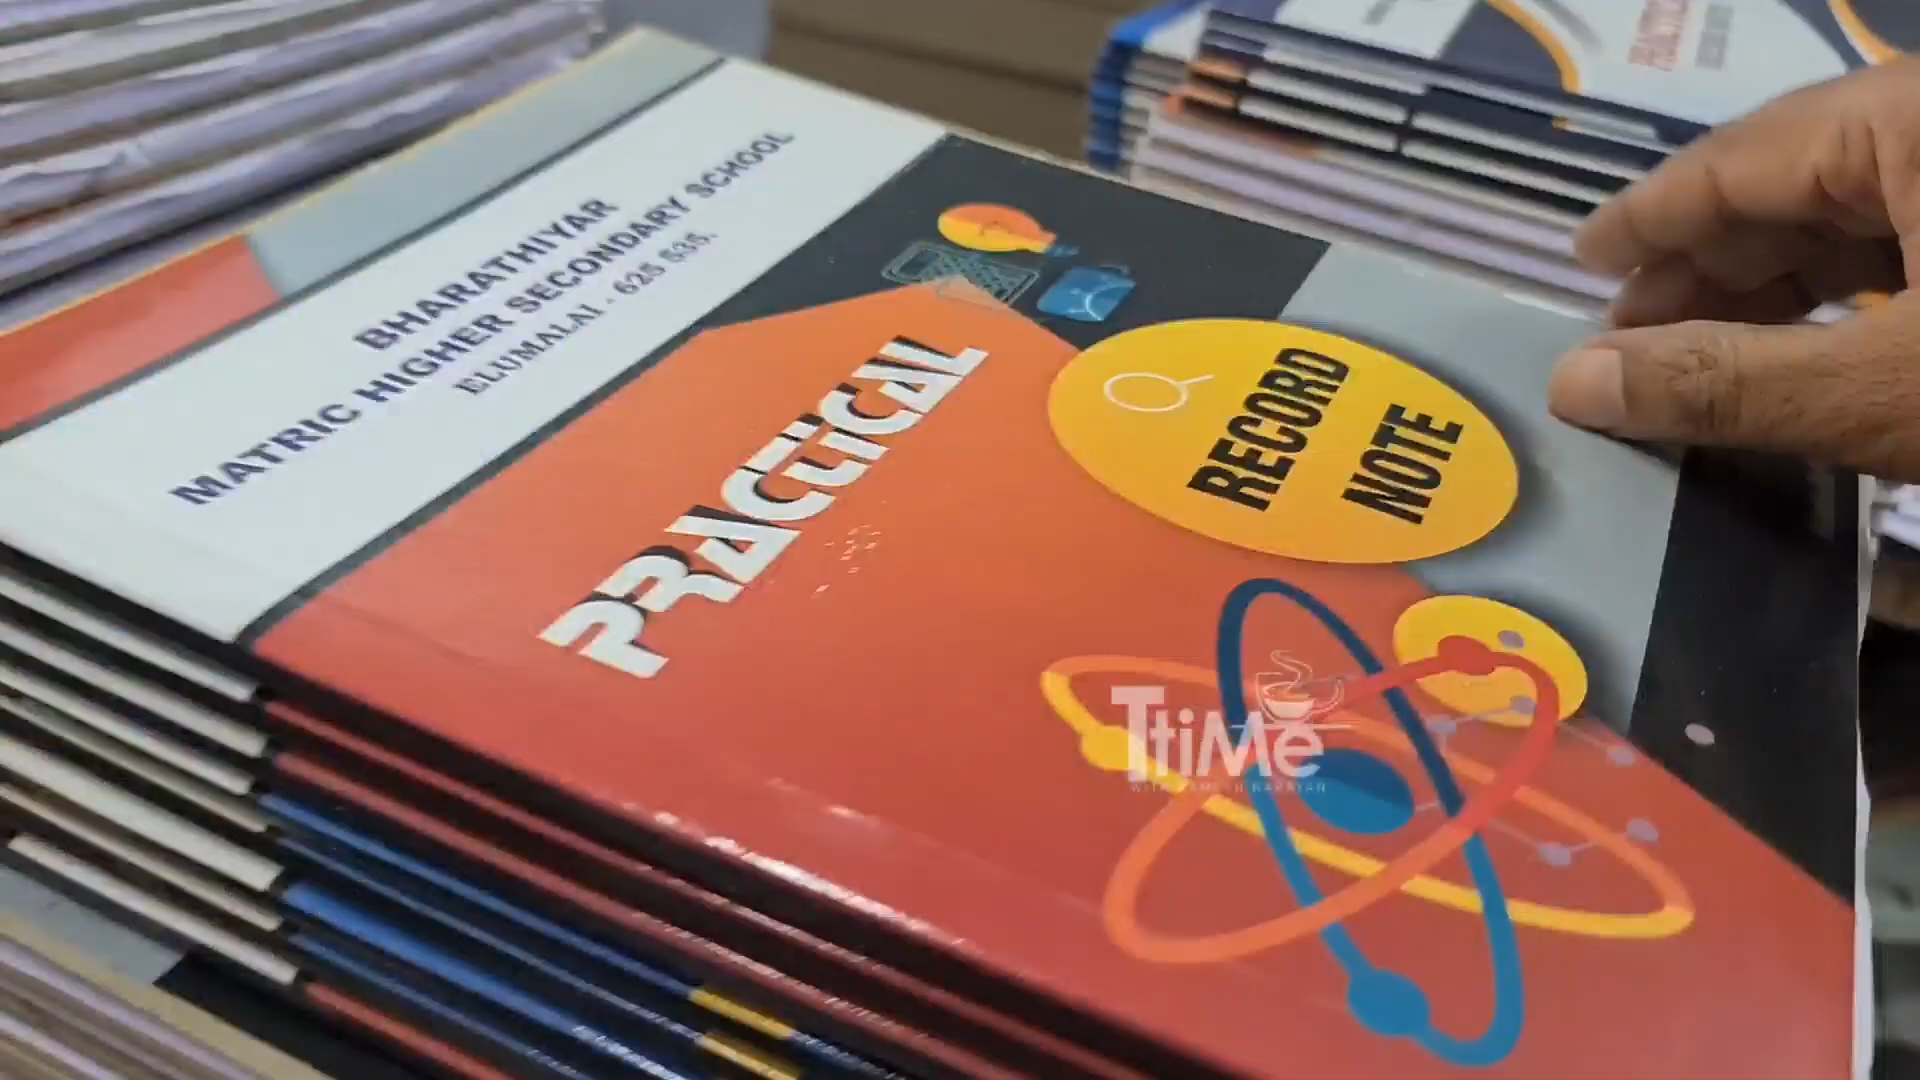 BHARATHIYAR
MATRIC HIGHER SECONDARY SCHOOL
ELUMALAI - 625 535.
PRACTICAL
RECORD
NOTE
TtiMe